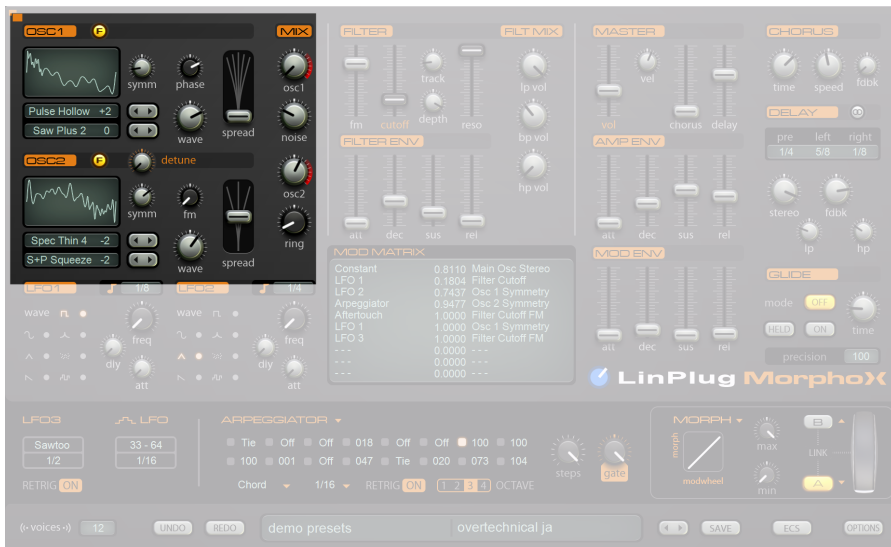 OSC1 F MIX
symm phase
osc1
Pulse Hollow +2
Saw Plus 2 0
wave spread
noise
OSC2 F detune
symm fm
osc2
Spec Thin 4 -2
S+P Squeeze -2
wave spread
ring
FILTER FILT MIX
track
lp vol
depth
fm cutoff reso
bp vol
FILTER ENV
hp vol
att dec sus rel
MASTER
vel
vol chorus delay
AMP ENV
att dec sus rel
CHORUS
time speed fdbk
DELAY
pre left right
1/4 5/8 1/8
stereo fdbk
lp hp
MOD MATRIX
Constant 0.8110 Main Osc Stereo
LFO 1 0.1804 Filter Cutoff
LFO 2 0.7437 Osc 1 Symmetry
Arpeggiator 0.9477 Osc 2 Symmetry
Aftertouch 1.0000 Filter Cutoff FM
LFO 1 1.0000 Osc 1 Symmetry
LFO 3 1.0000 Filter Cutoff FM
--- 0.0000 ---
--- 0.0000 ---
--- 0.0000 ---
MOD ENV
att dec sus rel
GLIDE
mode OFF
HELD ON time
precision 100
LFO1 1/8 LFO2 1/4
wave freq wave freq
dly att dly att
SH
LinPlug MorphoX
LFO3 LFO
Sawtoo 33 - 64
1/2 1/16
RETRIG ON
ARPEGGIATOR
Tie Off Off 018 Off Off 100 100
100 001 Off 047 Tie 020 073 104
Chord 1/16 RETRIG ON 1 2 3 4 OCTAVE
steps gate
MORPH
morph
modwheel
max
min
B
LINK
A
voices 12 UNDO REDO demo presets overtechnical ja SAVE ECS OPTIONS